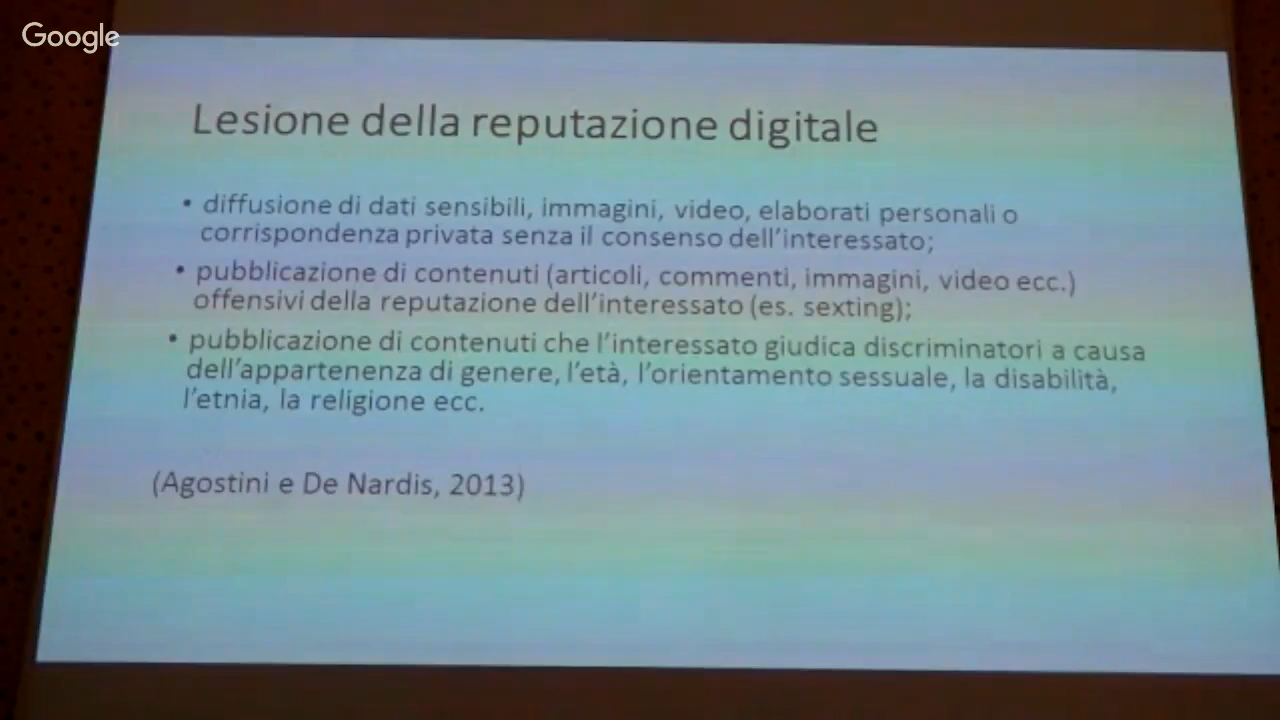 Google
Lesione della reputazione digitale
• diffusione di dati sensibili, immagini, video, elaborati personali o
corrispondenza privata senza il consenso dell'interessato;
• pubblicazione di contenuti (articoli, commenti, immagini, video ecc.)
offensivi della reputazione dell'interessato (es. sexting);
• pubblicazione di contenuti che l'interessato giudica discriminatori a causa
dell'appartenenza di genere, l'età, l'orientamento sessuale, la disabilità,
l'etnia, la religione ecc.
(Agostini e De Nardis, 2013)